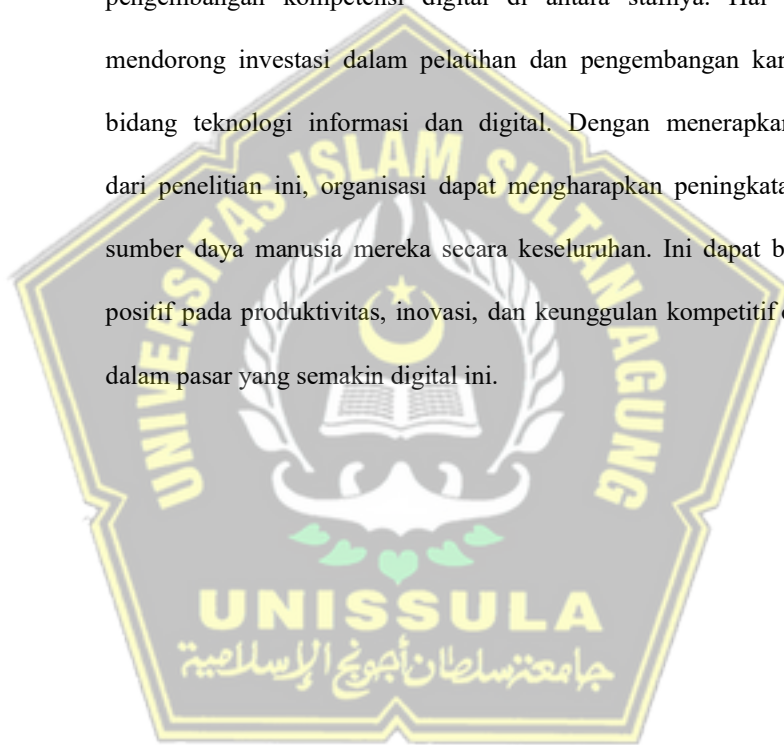 pengembangan kompetensi digital di antara stafnya. Hal
mendorong investasi dalam pelatihan dan pengembangan kar
bidang teknologi informasi dan digital. Dengan menerapkan
dari penelitian ini, organisasi dapat mengharapkan peningkata
sumber daya manusia mereka secara keseluruhan. Ini dapat b
positif pada produktivitas, inovasi, dan keunggulan kompetitif
dalam pasar yang semakin digital ini.
UNIVERSITAS ISLAM SULTAN AGUNG
UNISSULA
جامعتسلطان أجونج الإسلامية